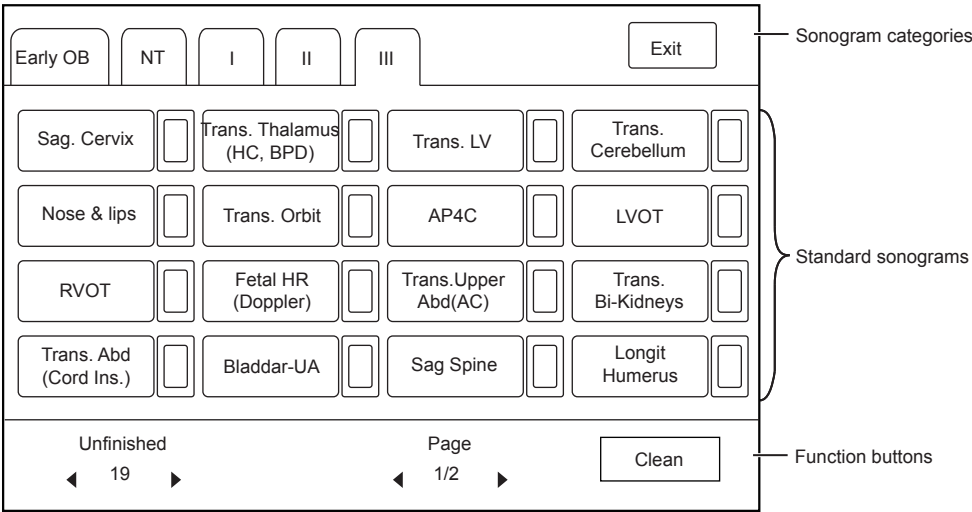 Early OB
NT
I
II
III
Exit
Sonogram categories
Sag. Cervix
Trans. Thalamus
(HC, BPD)
Trans. LV
Trans.
Cerebellum
Nose & lips
Trans. Orbit
AP4C
LVOT
Standard sonograms
RVOT
Fetal HR
(Doppler)
Trans.Upper
Abd(AC)
Trans.
Bi-Kidneys
Trans. Abd
(Cord Ins.)
Bladdar-UA
Sag Spine
Longit
Humerus
Unfinished
19
Page
1/2
Clean
Function buttons